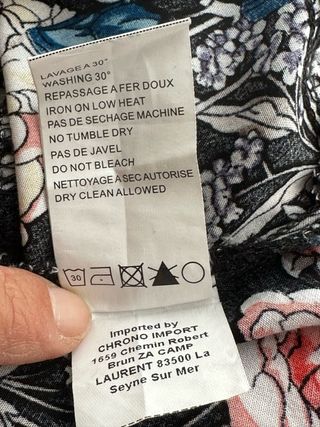 LAVAGE A 30°
WASHING 30°
REPASSAGE A FER DOUX
IRON ON LOW HEAT
PAS DE SECHAGE MACHINE
NO TUMBLE DRY
PAS DE JAVEL
DO NOT BLEACH
NETTOYAGE A SEC AUTORISE
DRY CLEAN ALLOWED
30
Imported by
CHRONO IMPORT
1659 Chemin Robert
Brun ZA CAMP
LAURENT 83500 La
Seyne Sur Mer